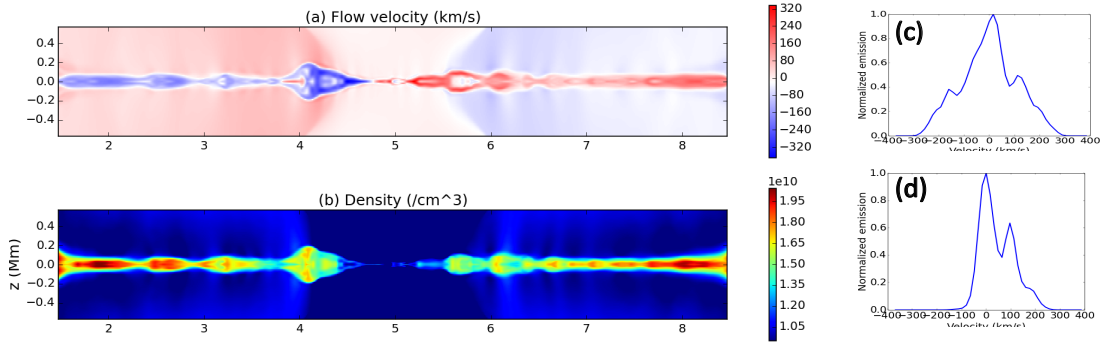 (a) Flow velocity (km/s)
0.4
0.2
0.0
−0.2
−0.4
2 3 4 5 6 7 8
320
240
160
80
0
−80
−160
−240
−320
(b) Density (/cm^3)
z (Mm)
0.4
0.2
0.0
−0.2
−0.4
2 3 4 5 6 7 8
1e10
1.95
1.80
1.65
1.50
1.35
1.20
1.05
(c)
Normalized emission
1.0
0.8
0.6
0.4
0.2
0.0
−400 −300 −200 −100 0 100 200 300 400
Velocity (km/s)
(d)
Normalized emission
1.0
0.8
0.6
0.4
0.2
0.0
−400 −300 −200 −100 0 100 200 300 400
Velocity (km/s)